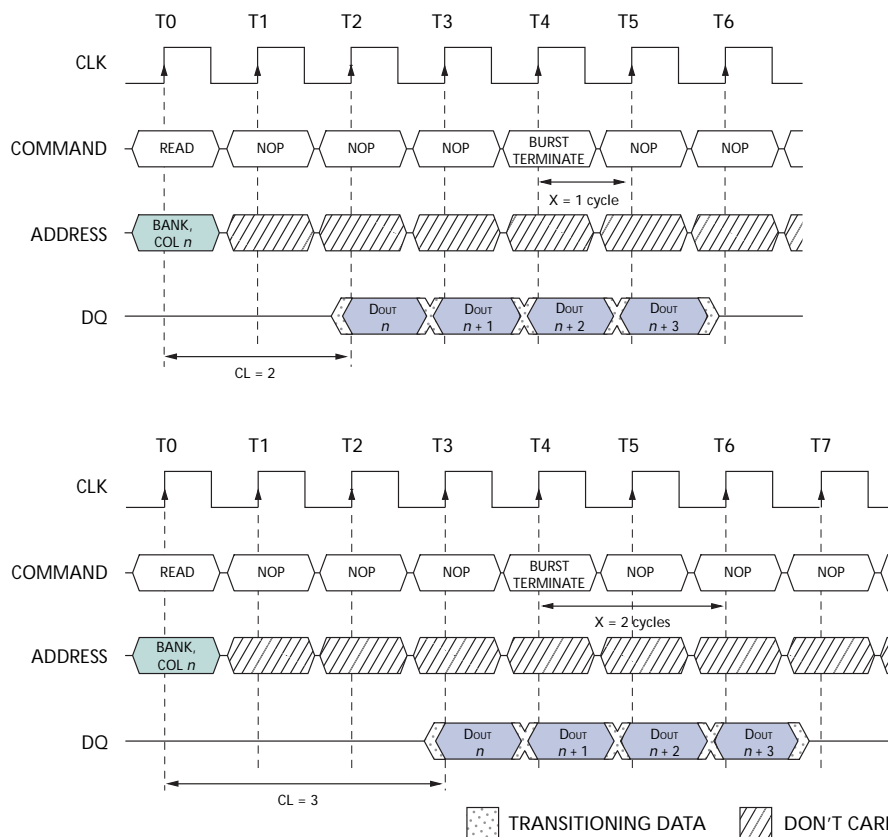 T0 T1 T2 T3 T4 T5 T6
CLK
COMMAND READ NOP NOP NOP BURST TERMINATE NOP NOP
X = 1 cycle
ADDRESS BANK, COL n
DQ DOUT n DOUT n + 1 DOUT n + 2 DOUT n + 3
CL = 2
T0 T1 T2 T3 T4 T5 T6 T7
CLK
COMMAND READ NOP NOP NOP BURST TERMINATE NOP NOP NOP
X = 2 cycles
ADDRESS BANK, COL n
DQ DOUT n DOUT n + 1 DOUT n + 2 DOUT n + 3
CL = 3
TRANSITIONING DATA DON'T CARE